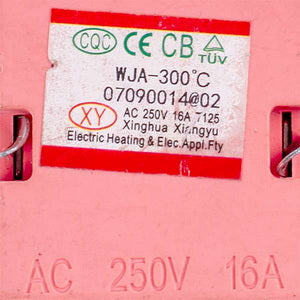 CQC CE CB TÜV
WJA-300℃
07090014@02
XY AC 250V 16A 7125
Xinghua Xiangyu
Electric Heating & Elec.Appl.Fty
AC 250V 16A